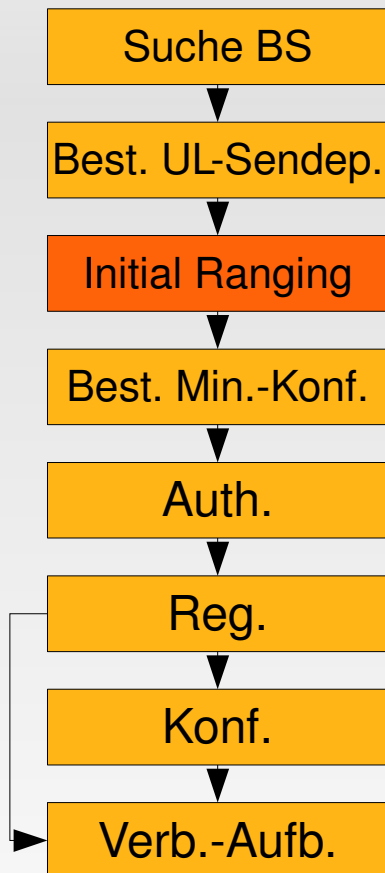 Suche BS
Best. UL-Sendep.
Initial Ranging
Best. Min.-Konf.
Auth.
Reg.
Konf.
Verb.-Aufb.